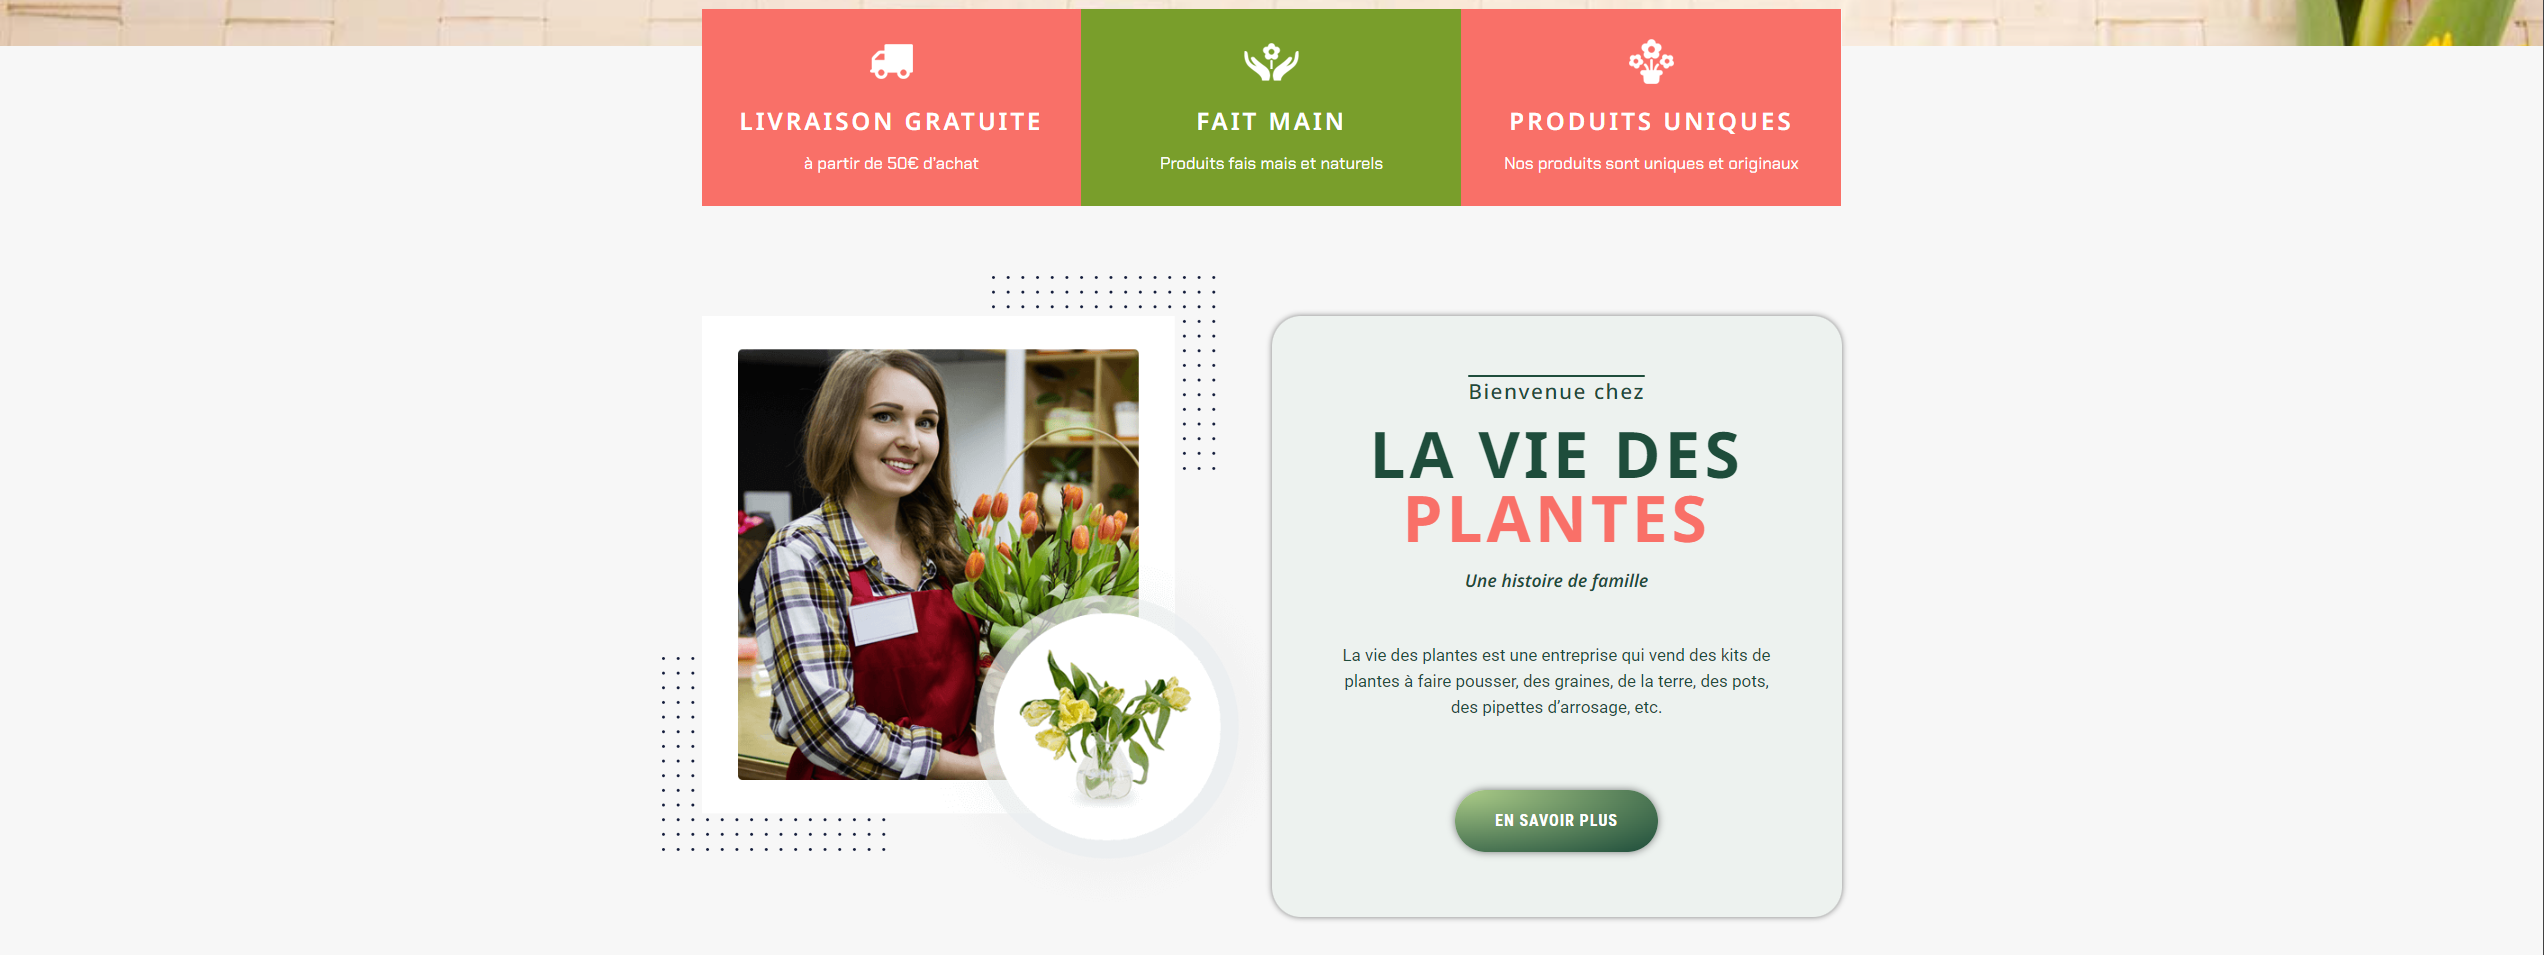 LIVRAISON GRATUITE
à partir de 50€ d'achat
FAIT MAIN
Produits fais mais et naturels
PRODUITS UNIQUES
Nos produits sont uniques et originaux
Bienvenue chez
LA VIE DES
PLANTES
Une histoire de famille
La vie des plantes est une entreprise qui vend des kits de
plantes à faire pousser, des graines, de la terre, des pots,
des pipettes d’arrosage, etc.
EN SAVOIR PLUS